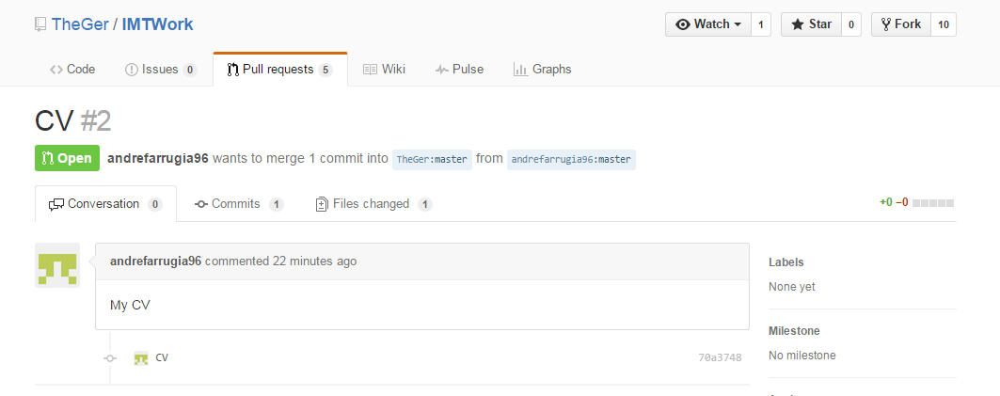 TheGer / IMTWork
Watch 1 Star 0 Fork 10
Code Issues 0 Pull requests 5 Wiki Pulse Graphs
CV #2
Open andrefarrugia96 wants to merge 1 commit into TheGer:master from andrefarrugia96:master
Conversation 0 Commits 1 Files changed 1 +0 −0
andrefarrugia96 commented 22 minutes ago
My CV
CV 70a3748
Labels
None yet
Milestone
No milestone